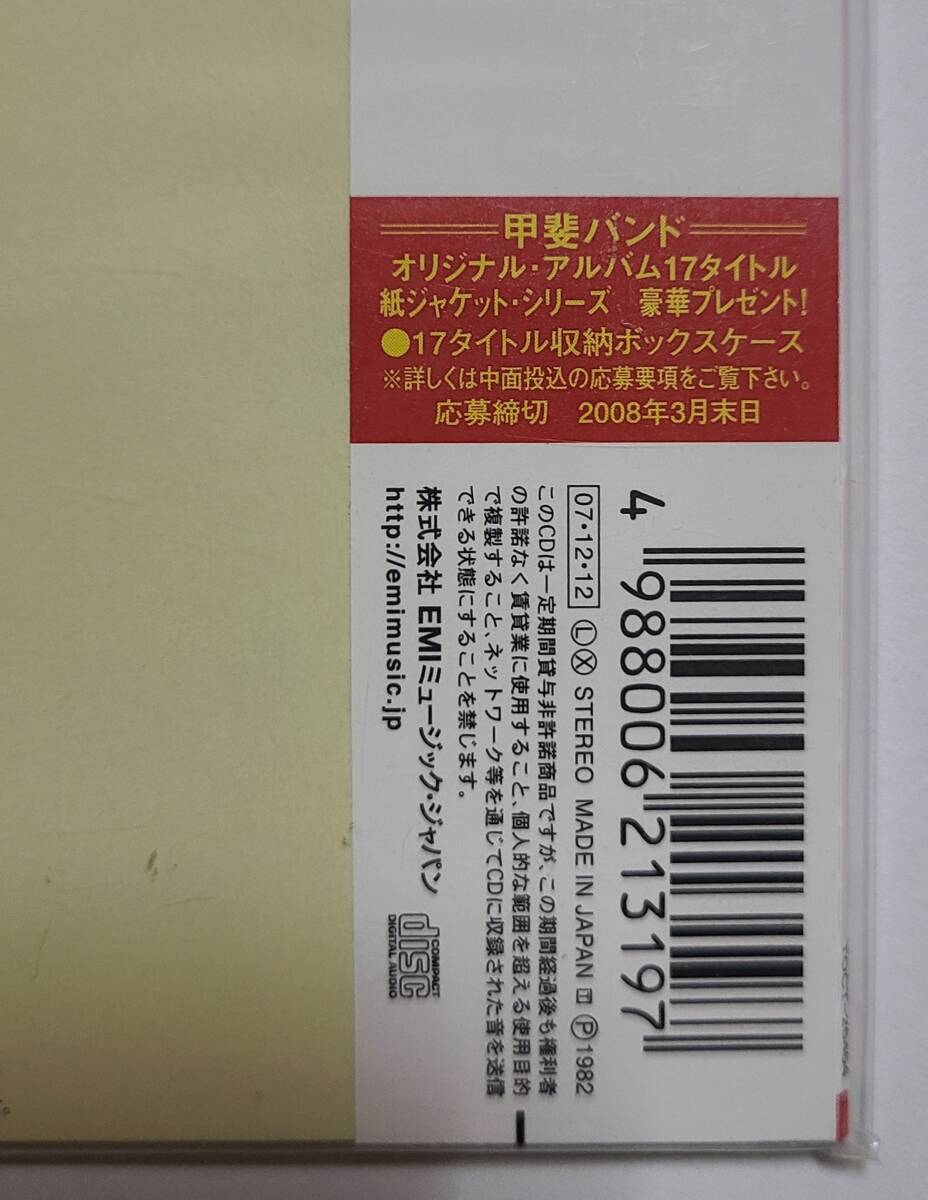 甲斐バンド
オリジナル・アルバム17タイトル
紙ジャケット・シリーズ 豪華プレゼント!
●17タイトル収納ボックスケース
※詳しくは中面投込の応募要項をご覧下さい。
応募締切 2008年3月末日
4 988006 213197
07・12・12 Ⓛ Ⓧ STEREO MADE IN JAPAN 🅃 Ⓟ1982
このCDは一定期間貸与非許諾商品ですが、この期間経過後も権利者
の許諾なく賃貸業に使用すること、個人的な範囲を超える使用目的
で複製すること、ネットワーク等を通じてCDに収録された音を送信
できる状態にすることを禁じます。
株式会社 EMIミュージック・ジャパン
http://emimusic.jp
COMPACT
disc
DIGITAL AUDIO